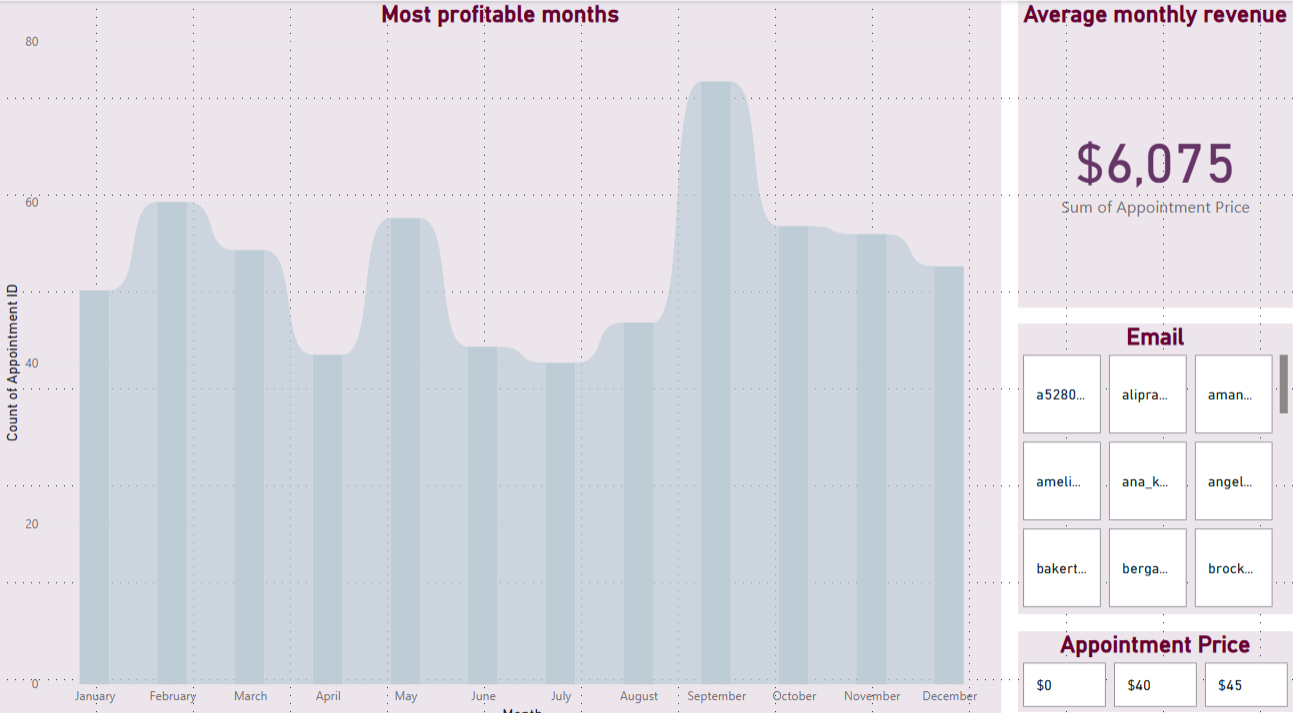 Most profitable months
80
60
40
20
0
Count of Appointment ID
January February March April May June July August September October November December
Month
Average monthly revenue
$6,075
Sum of Appointment Price
Email
a5280... alipra... aman...
ameli... ana_k... angel...
bakert... berga... brock...
Appointment Price
$0 $40 $45